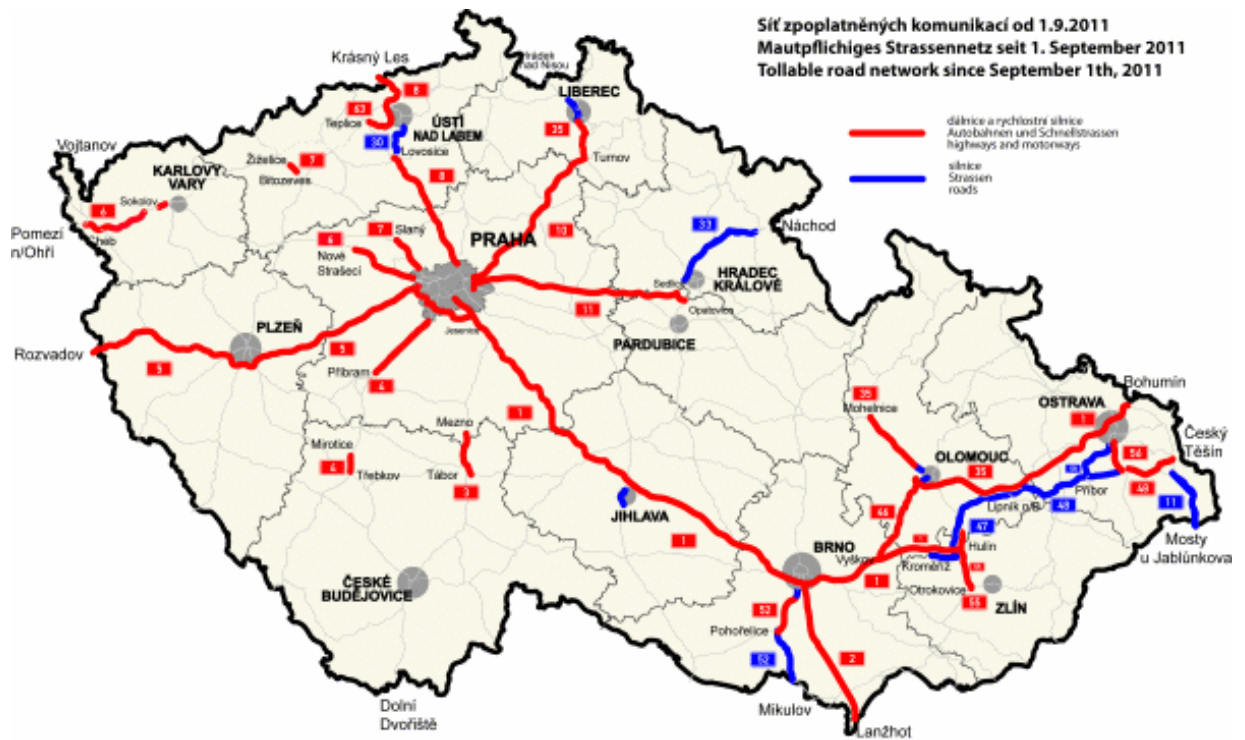 Síť zpoplatněných komunikací od 1.9.2011
Mautpflichiges Strassennetz seit 1. September 2011
Tollable road network since September 1th, 2011
dálnice a rychlostní silnice
Autobahnen und Schnellstrassen
highways and motorways
silnice
Strassen
roads
Krásný Les
8
Hrádek
nad Nisou
LIBEREC
63
Teplice
ÚSTÍ
NAD LABEM
30
Lovosice
35
Turnov
Vojtanov
Žiželice
7
Bitozeves
8
KARLOVY
VARY
Sokolov
6
Cheb
Pomezí
n/Ohří
7
Slaný
6
Nové
Strašecí
PRAHA
10
33
Náchod
Sedlice
HRADEC
KRÁLOVÉ
11
Opatovice
Jesenice
PARDUBICE
PLZEŇ
Rozvadov
5
5
Příbram
4
1
Mezno
Mirotice
4
Třebkov
Tábor
3
35
Mohelnice
Bohumín
OSTRAVA
1
Český
Těšín
56
OLOMOUC
35
48
Příbor
Lipník n/B
48
11
JIHLAVA
1
46
47
Mosty
u Jablůnkova
BRNO
Vyškov
Hulín
Kroměříž
1
Otrokovice
55
ZLÍN
ČESKÉ
BUDĚJOVICE
52
Pohořelice
52
2
Dolní
Dvořiště
Mikulov
Lanžhot